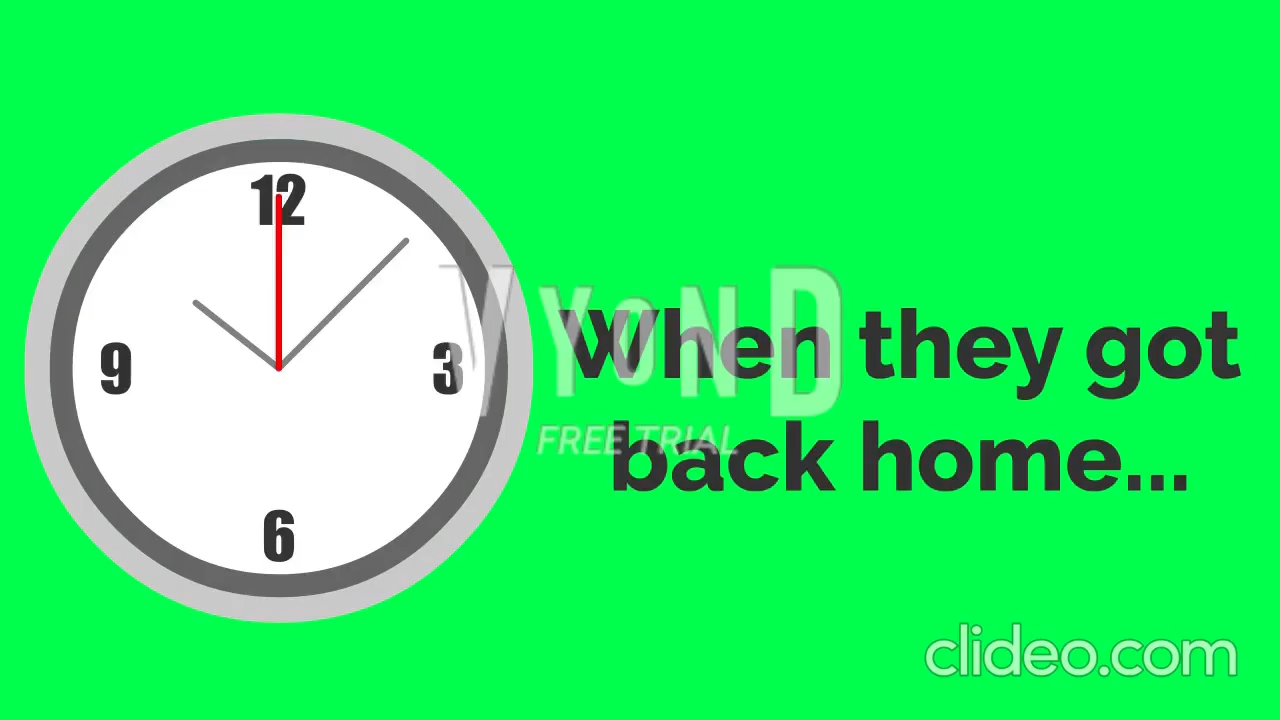 12
9
3
6
When they got
back home...
VYOND
FREE TRIAL
clideo.com